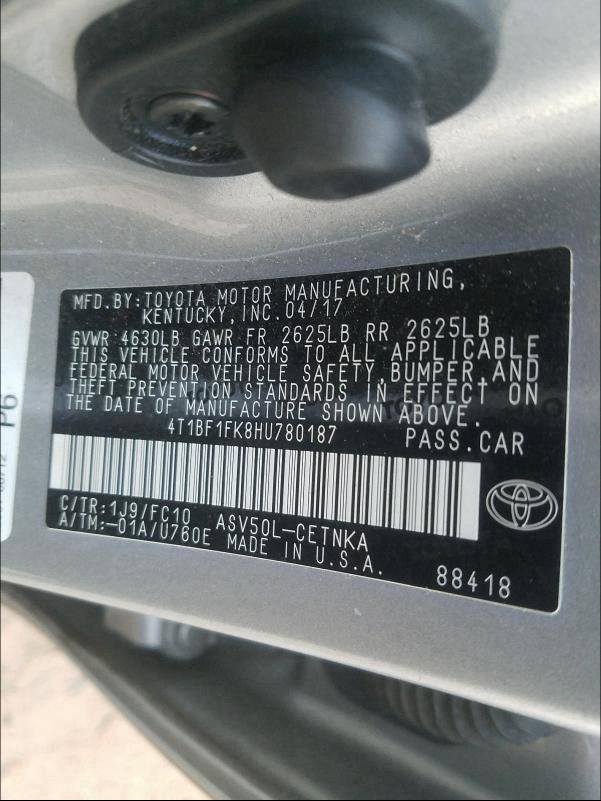 MFD.BY:TOYOTA MOTOR MANUFACTURING,
KENTUCKY, INC. 04/17
GVWR 4630LB GAWR FR 2625LB RR 2625LB
THIS VEHICLE CONFORMS TO ALL APPLICABLE
FEDERAL MOTOR VEHICLE SAFETY, BUMPER, AND
THEFT PREVENTION STANDARDS IN EFFECT ON
THE DATE OF MANUFACTURE SHOWN ABOVE.
4T1BF1FK8HU780187 PASS.CAR
C/TR:1J9/FC10 ASV50L-CETNKA
A/TM:-01A/U760E MADE IN U.S.A.
88418
P6